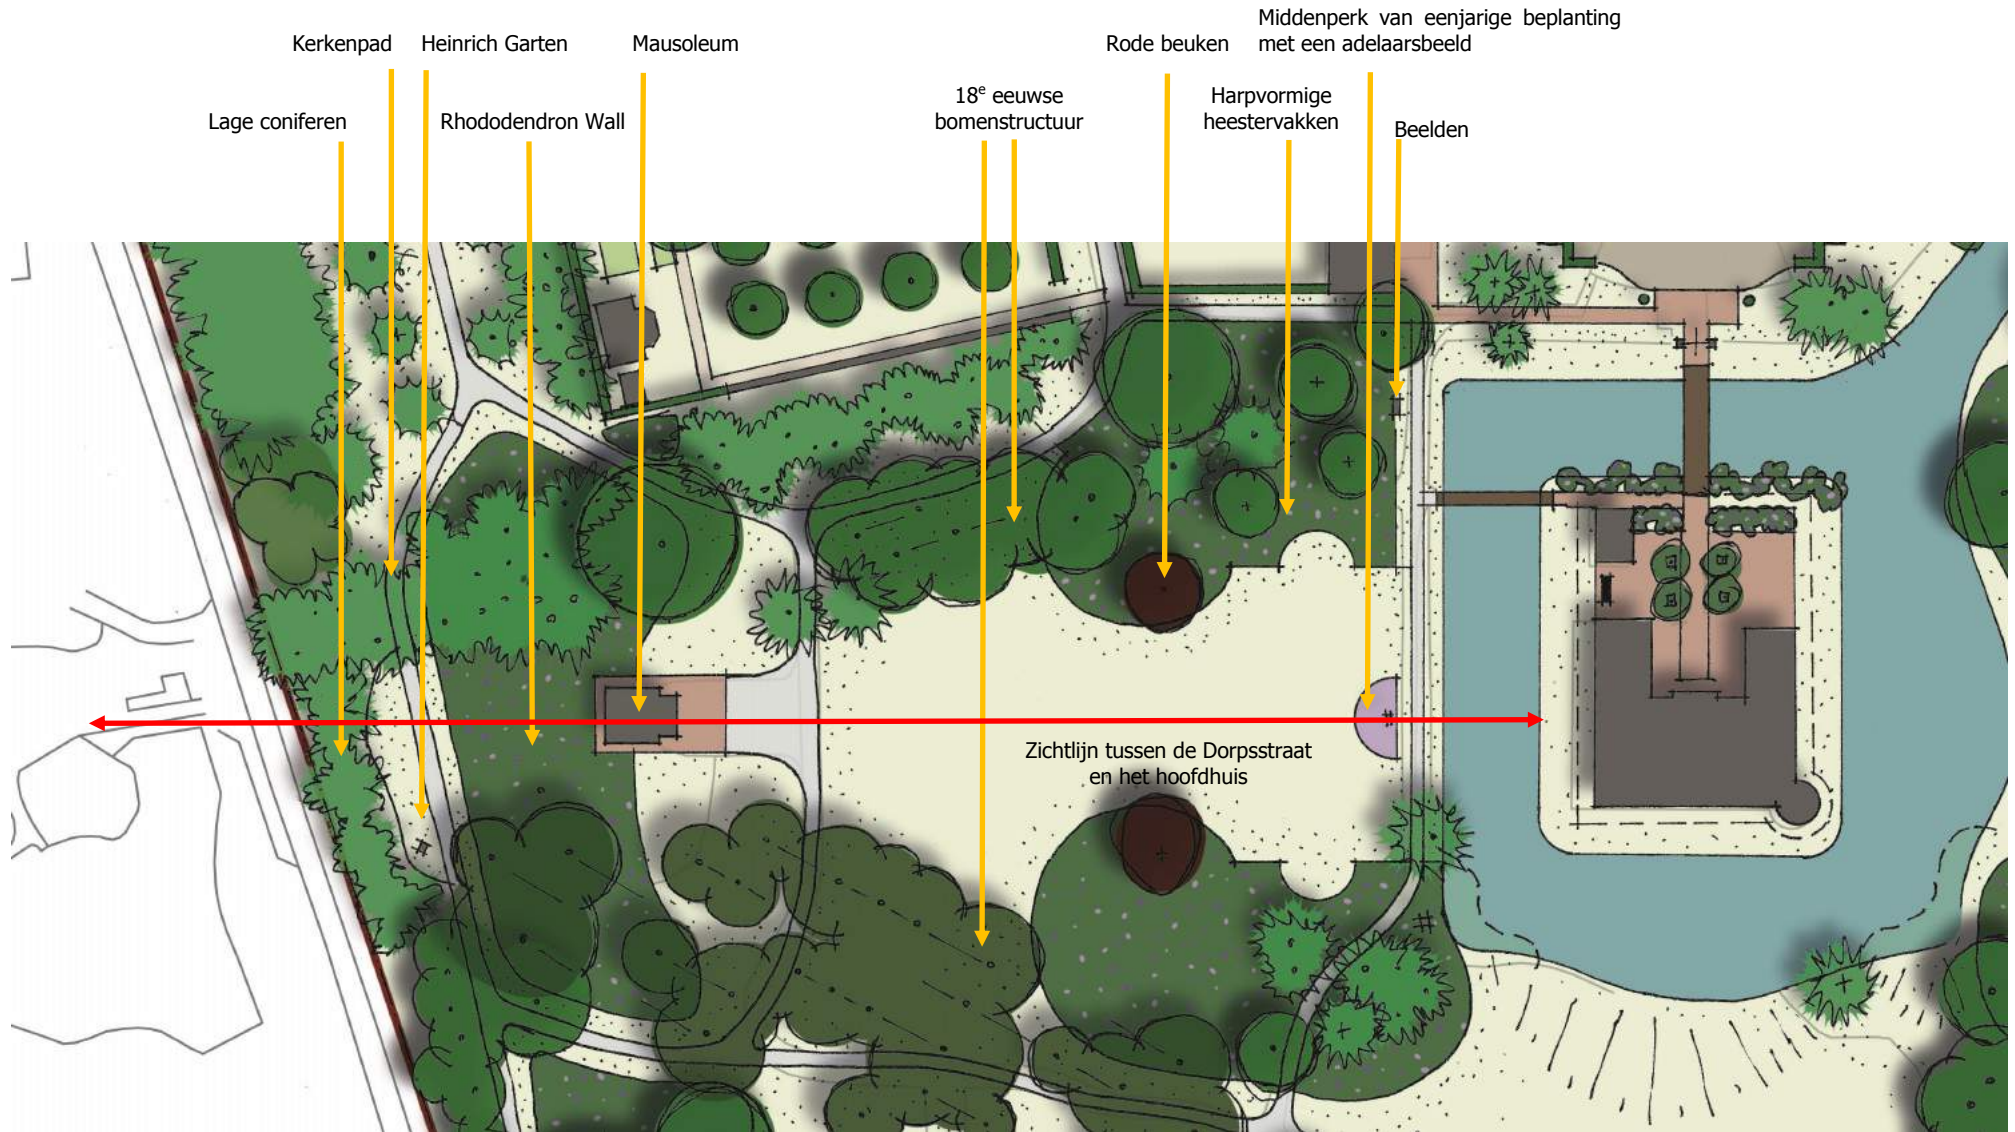 Middenperk van eenjarige beplanting
met een adelaarsbeeld
Kerkenpad
Heinrich Garten
Mausoleum
Rode beuken
Lage coniferen
Rhododendron Wall
18e eeuwse
bomenstructuur
Harpvormige
heestervakken
Beelden
Zichtlijn tussen de Dorpsstraat
en het hoofdhuis